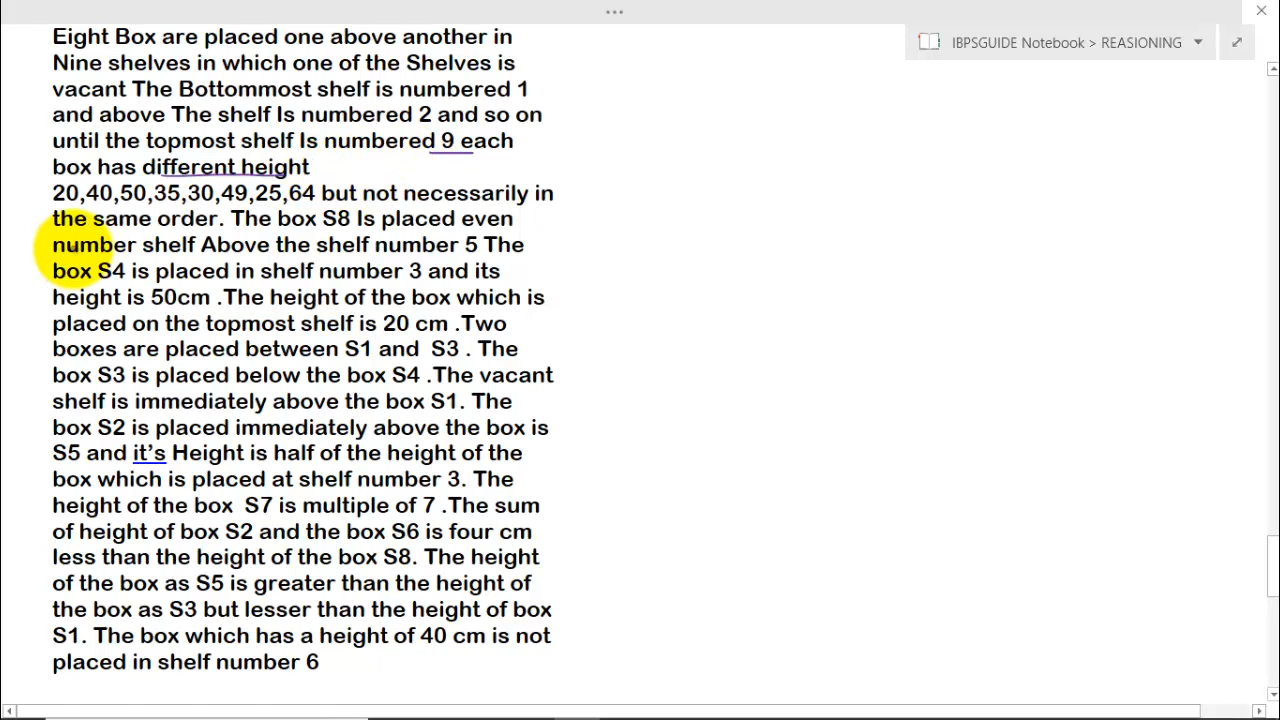 IBPSGUIDE Notebook > REASIONING
Eight Box are placed one above another in
Nine shelves in which one of the Shelves is
vacant The Bottommost shelf is numbered 1
and above The shelf Is numbered 2 and so on
until the topmost shelf Is numbered 9 each
box has different height
20,40,50,35,30,49,25,64 but not necessarily in
the same order. The box S8 Is placed even
number shelf Above the shelf number 5 The
box S4 is placed in shelf number 3 and its
height is 50cm .The height of the box which is
placed on the topmost shelf is 20 cm .Two
boxes are placed between S1 and  S3 . The
box S3 is placed below the box S4 .The vacant
shelf is immediately above the box S1. The
box S2 is placed immediately above the box is
S5 and it’s Height is half of the height of the
box which is placed at shelf number 3. The
height of the box  S7 is multiple of 7 .The sum
of height of box S2 and the box S6 is four cm
less than the height of the box S8. The height
of the box as S5 is greater than the height of
the box as S3 but lesser than the height of box
S1. The box which has a height of 40 cm is not
placed in shelf number 6